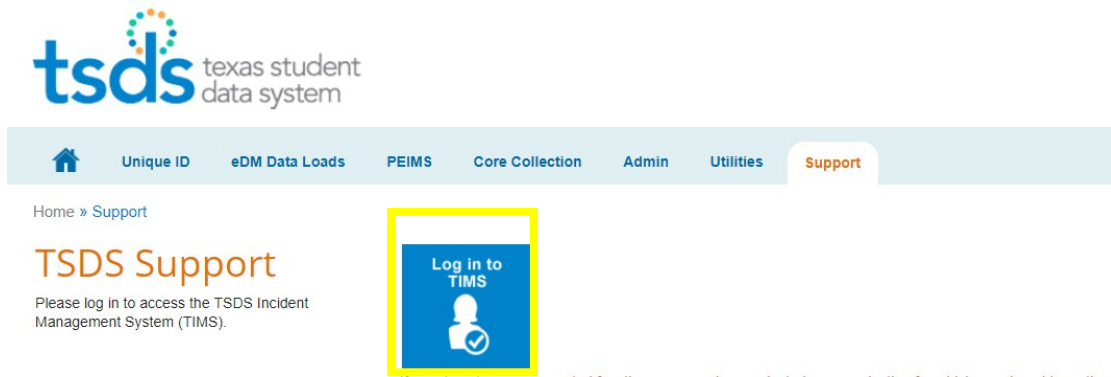 tsds texas student
data system
Unique ID eDM Data Loads PEIMS Core Collection Admin Utilities Support
Home » Support
TSDS Support
Please log in to access the TSDS Incident
Management System (TIMS).
Log in to
TIMS